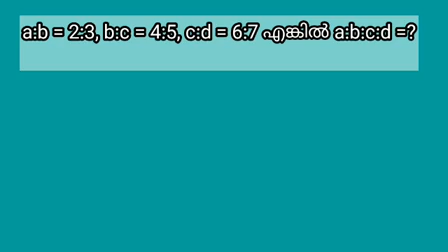 a:b = 2:3, b:c = 4:5, c:d = 6:7 എങ്കിൽ a:b:c:d =?